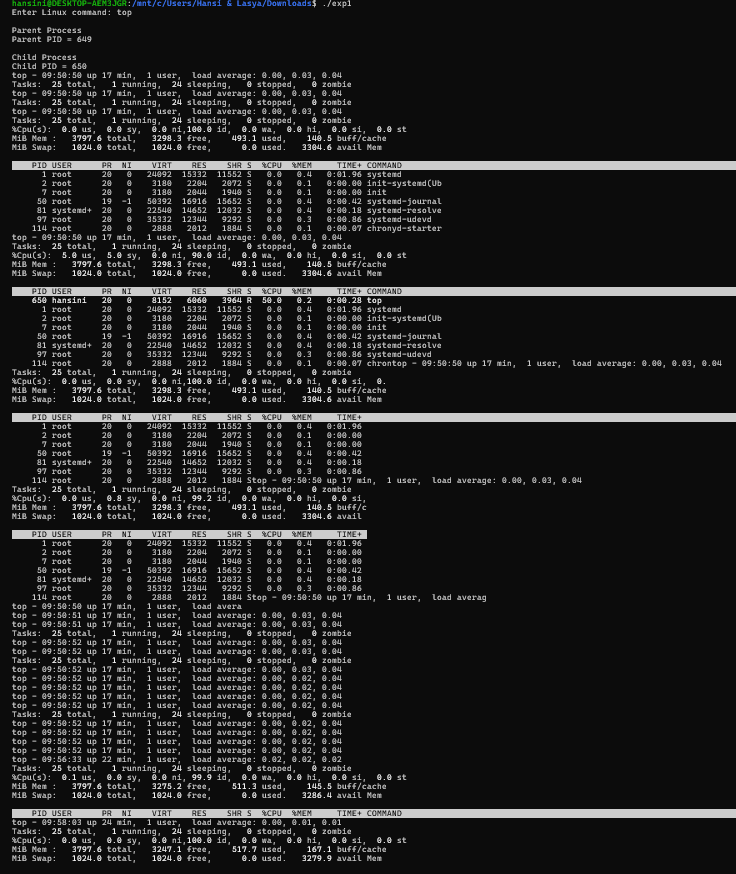 hansini@DESKTOP-AEM3JGR:/mnt/c/Users/Hansi & Lasya/Downloads$ ./exp1
Enter Linux command: top
Parent Process
Parent PID = 649
Child Process
Child PID = 650
top - 09:50:50 up 17 min,  1 user,  load average: 0.00, 0.03, 0.04
Tasks:  25 total,   1 running,  24 sleeping,   0 stopped,   0 zombie
top - 09:50:50 up 17 min,  1 user,  load average: 0.00, 0.03, 0.04
Tasks:  25 total,   1 running,  24 sleeping,   0 stopped,   0 zombie
top - 09:50:50 up 17 min,  1 user,  load average: 0.00, 0.03, 0.04
Tasks:  25 total,   1 running,  24 sleeping,   0 stopped,   0 zombie
%Cpu(s):  0.0 us,  0.0 sy,  0.0 ni,100.0 id,  0.0 wa,  0.0 hi,  0.0 si,  0.0 st
MiB Mem :   3797.6 total,   3298.3 free,    493.1 used,    140.5 buff/cache
MiB Swap:   1024.0 total,   1024.0 free,      0.0 used.   3304.6 avail Mem
PID USER      PR  NI    VIRT    RES    SHR S  %CPU  %MEM     TIME+ COMMAND
1 root      20   0   24092  15332  11552 S   0.0   0.4   0:01.96 systemd
2 root      20   0    3180   2204   2072 S   0.0   0.1   0:00.00 init-systemd(Ub
7 root      20   0    3180   2044   1940 S   0.0   0.1   0:00.00 init
50 root      19  -1   50392  16916  15652 S   0.0   0.4   0:00.42 systemd-journal
81 systemd+  20   0   22540  14652  12032 S   0.0   0.4   0:00.18 systemd-resolve
97 root      20   0   35332  12344   9292 S   0.0   0.3   0:00.86 systemd-udevd
114 root      20   0    2888   2012   1884 S   0.0   0.1   0:00.07 chronyd-starter
top - 09:50:50 up 17 min,  1 user,  load average: 0.00, 0.03, 0.04
Tasks:  25 total,   1 running,  24 sleeping,   0 stopped,   0 zombie
%Cpu(s):  5.0 us,  5.0 sy,  0.0 ni, 90.0 id,  0.0 wa,  0.0 hi,  0.0 si,  0.0 st
MiB Mem :   3797.6 total,   3298.3 free,    493.1 used,    140.5 buff/cache
MiB Swap:   1024.0 total,   1024.0 free,      0.0 used.   3304.6 avail Mem
PID USER      PR  NI    VIRT    RES    SHR S  %CPU  %MEM     TIME+ COMMAND
650 hansini   20   0    8152   6060   3964 R  50.0   0.2   0:00.28 top
1 root      20   0   24092  15332  11552 S   0.0   0.4   0:01.96 systemd
2 root      20   0    3180   2204   2072 S   0.0   0.1   0:00.00 init-systemd(Ub
7 root      20   0    3180   2044   1940 S   0.0   0.1   0:00.00 init
50 root      19  -1   50392  16916  15652 S   0.0   0.4   0:00.42 systemd-journal
81 systemd+  20   0   22540  14652  12032 S   0.0   0.4   0:00.18 systemd-resolve
97 root      20   0   35332  12344   9292 S   0.0   0.3   0:00.86 systemd-udevd
114 root      20   0    2888   2012   1884 S   0.0   0.1   0:00.07 chrontop - 09:50:50 up 17 min,  1 user,  load average: 0.00, 0.03, 0.04
Tasks:  25 total,   1 running,  24 sleeping,   0 stopped,   0 zombie
%Cpu(s):  0.0 us,  0.0 sy,  0.0 ni,100.0 id,  0.0 wa,  0.0 hi,  0.0 si,  0.
MiB Mem :   3797.6 total,   3298.3 free,    493.1 used,    140.5 buff/cache
MiB Swap:   1024.0 total,   1024.0 free,      0.0 used.   3304.6 avail Mem
PID USER      PR  NI    VIRT    RES    SHR S  %CPU  %MEM     TIME+
1 root      20   0   24092  15332  11552 S   0.0   0.4   0:01.96
2 root      20   0    3180   2204   2072 S   0.0   0.1   0:00.00
7 root      20   0    3180   2044   1940 S   0.0   0.1   0:00.00
50 root      19  -1   50392  16916  15652 S   0.0   0.4   0:00.42
81 systemd+  20   0   22540  14652  12032 S   0.0   0.4   0:00.18
97 root      20   0   35332  12344   9292 S   0.0   0.3   0:00.86
114 root      20   0    2888   2012   1884 Stop - 09:50:50 up 17 min,  1 user,  load average: 0.00, 0.03, 0.04
Tasks:  25 total,   1 running,  24 sleeping,   0 stopped,   0 zombie
%Cpu(s):  0.0 us,  0.8 sy,  0.0 ni, 99.2 id,  0.0 wa,  0.0 hi,  0.0 si,
MiB Mem :   3797.6 total,   3298.3 free,    493.1 used,    140.5 buff/c
MiB Swap:   1024.0 total,   1024.0 free,      0.0 used.   3304.6 avail
PID USER      PR  NI    VIRT    RES    SHR S  %CPU  %MEM     TIME+
1 root      20   0   24092  15332  11552 S   0.0   0.4   0:01.96
2 root      20   0    3180   2204   2072 S   0.0   0.1   0:00.00
7 root      20   0    3180   2044   1940 S   0.0   0.1   0:00.00
50 root      19  -1   50392  16916  15652 S   0.0   0.4   0:00.42
81 systemd+  20   0   22540  14652  12032 S   0.0   0.4   0:00.18
97 root      20   0   35332  12344   9292 S   0.0   0.3   0:00.86
114 root      20   0    2888   2012   1884 Stop - 09:50:50 up 17 min,  1 user,  load averag
top - 09:50:50 up 17 min,  1 user,  load avera
top - 09:50:51 up 17 min,  1 user,  load average: 0.00, 0.03, 0.04
top - 09:50:51 up 17 min,  1 user,  load average: 0.00, 0.03, 0.04
Tasks:  25 total,   1 running,  24 sleeping,   0 stopped,   0 zombie
top - 09:50:52 up 17 min,  1 user,  load average: 0.00, 0.03, 0.04
top - 09:50:52 up 17 min,  1 user,  load average: 0.00, 0.03, 0.04
Tasks:  25 total,   1 running,  24 sleeping,   0 stopped,   0 zombie
top - 09:50:52 up 17 min,  1 user,  load average: 0.00, 0.03, 0.04
top - 09:50:52 up 17 min,  1 user,  load average: 0.00, 0.02, 0.04
top - 09:50:52 up 17 min,  1 user,  load average: 0.00, 0.02, 0.04
top - 09:50:52 up 17 min,  1 user,  load average: 0.00, 0.02, 0.04
top - 09:50:52 up 17 min,  1 user,  load average: 0.00, 0.02, 0.04
Tasks:  25 total,   1 running,  24 sleeping,   0 stopped,   0 zombie
top - 09:50:52 up 17 min,  1 user,  load average: 0.00, 0.02, 0.04
top - 09:50:52 up 17 min,  1 user,  load average: 0.00, 0.02, 0.04
top - 09:50:52 up 17 min,  1 user,  load average: 0.00, 0.02, 0.04
top - 09:50:52 up 17 min,  1 user,  load average: 0.00, 0.02, 0.04
top - 09:56:33 up 22 min,  1 user,  load average: 0.02, 0.02, 0.02
Tasks:  25 total,   1 running,  24 sleeping,   0 stopped,   0 zombie
%Cpu(s):  0.1 us,  0.0 sy,  0.0 ni, 99.9 id,  0.0 wa,  0.0 hi,  0.0 si,  0.0 st
MiB Mem :   3797.6 total,   3275.2 free,    511.3 used,    145.5 buff/cache
MiB Swap:   1024.0 total,   1024.0 free,      0.0 used.   3286.4 avail Mem
PID USER      PR  NI    VIRT    RES    SHR S  %CPU  %MEM     TIME+ COMMAND
top - 09:58:03 up 24 min,  1 user,  load average: 0.00, 0.01, 0.01
Tasks:  25 total,   1 running,  24 sleeping,   0 stopped,   0 zombie
%Cpu(s):  0.0 us,  0.0 sy,  0.0 ni,100.0 id,  0.0 wa,  0.0 hi,  0.0 si,  0.0 st
MiB Mem :   3797.6 total,   3247.1 free,    517.7 used,    167.1 buff/cache
MiB Swap:   1024.0 total,   1024.0 free,      0.0 used.   3279.9 avail Mem